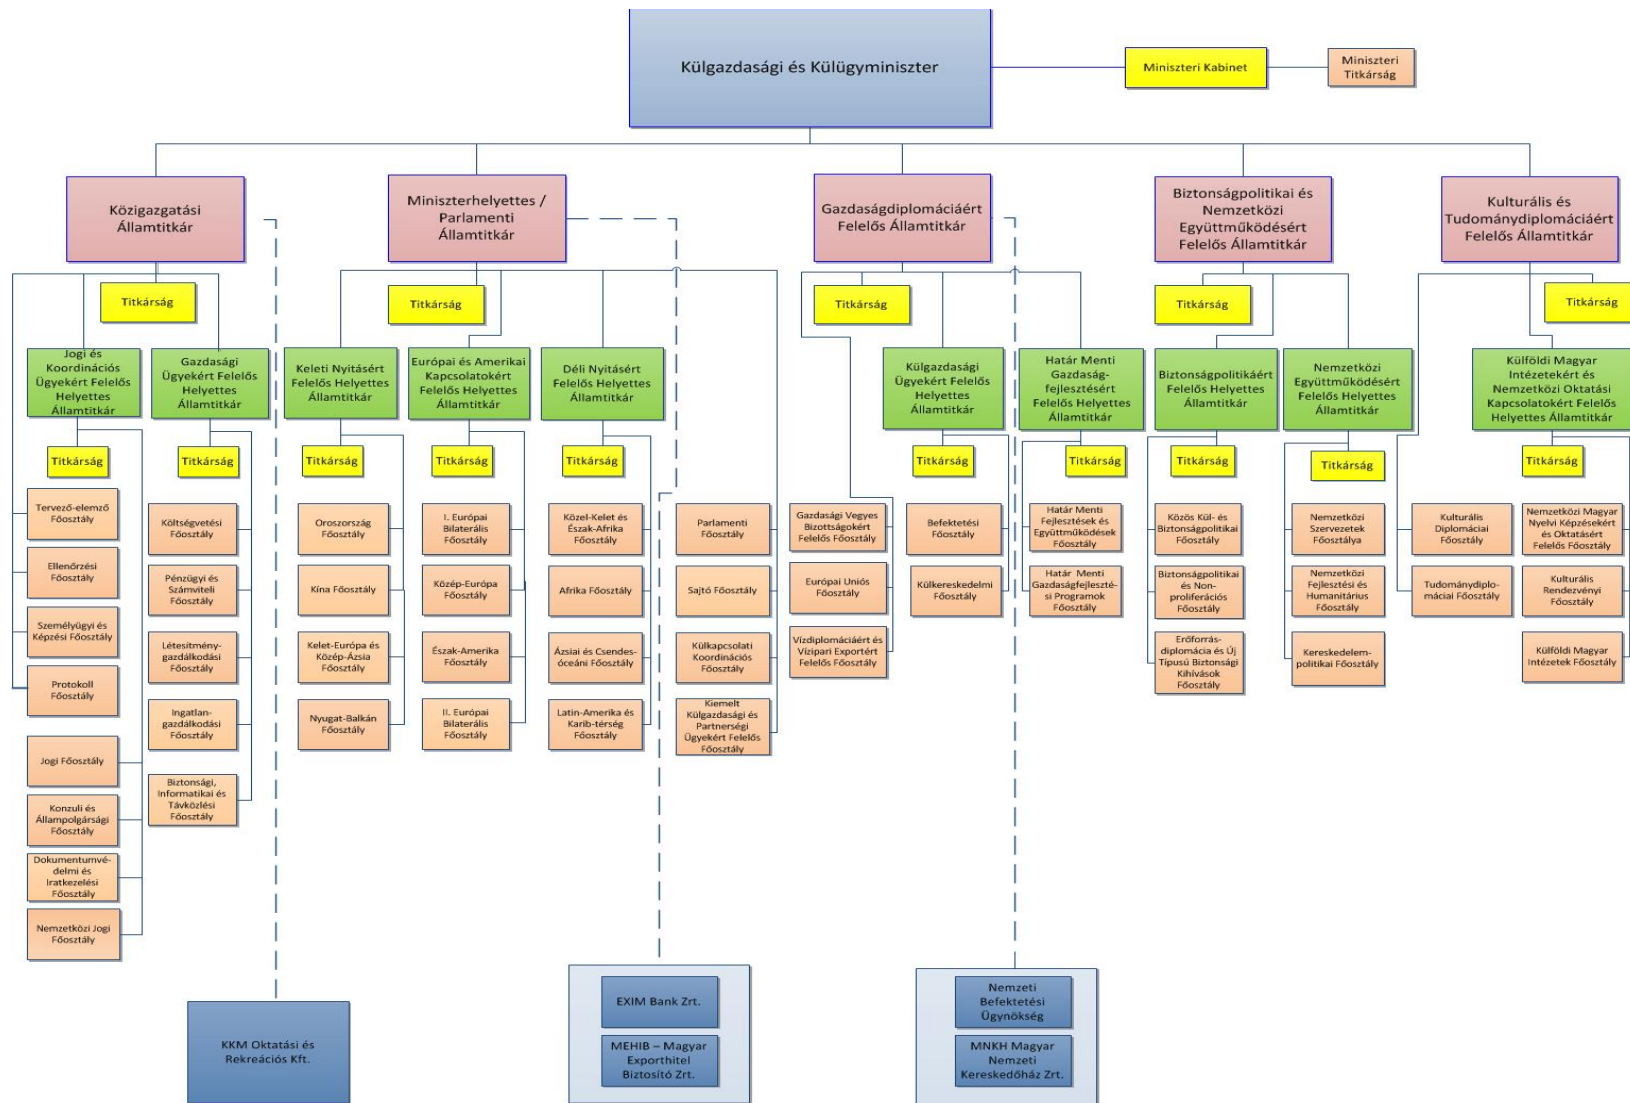 Külgazdasági és Külügyminiszter
Miniszteri Kabinet
Miniszteri
Titkárság
Közigazgatási
Államtitkár
Miniszterhelyettes /
Parlamenti
Államtitkár
Gazdaságdiplomáciáért
Felelős Államtitkár
Biztonságpolitikai és
Nemzetközi
Együttműködésért
Felelős Államtitkár
Kulturális és
Tudománydiplomáciáért
Felelős Államtitkár
Titkárság
Titkárság
Titkárság
Titkárság
Titkárság
Jogi és
Koordinációs
Ügyekért Felelős
Helyettes
Államtitkár
Gazdasági
Ügyekért Felelős
Helyettes
Államtitkár
Keleti Nyitásért
Felelős Helyettes
Államtitkár
Európai és Amerikai
Kapcsolatokért
Felelős Helyettes
Államtitkár
Déli Nyitásért
Felelős Helyettes
Államtitkár
Külgazdasági
Ügyekért Felelős
Helyettes
Államtitkár
Határ Menti
Gazdaság-
fejlesztésért
Felelős Helyettes
Államtitkár
Biztonságpolitikáért
Felelős Helyettes
Államtitkár
Nemzetközi
Együttműködésért
Felelős Helyettes
Államtitkár
Külföldi Magyar
Intézetekért és
Nemzetközi Oktatási
Kapcsolatokért Felelős
Helyettes Államtitkár
Titkárság
Titkárság
Titkárság
Titkárság
Titkárság
Titkárság
Titkárság
Titkárság
Titkárság
Titkárság
Tervező-elemző
Főosztály
Ellenőrzési
Főosztály
Személyügyi és
Képzési Főosztály
Protokoll
Főosztály
Jogi Főosztály
Konzuli és
Állampolgársági
Főosztály
Dokumentumvé-
delmi és
Iratkezelési
Főosztály
Nemzetközi Jogi
Főosztály
Költségvetési
Főosztály
Pénzügyi és
Számviteli
Főosztály
Létesítmény-
gazdálkodási
Főosztály
Ingatlan-
gazdálkodási
Főosztály
Biztonsági,
Informatikai és
Távközlési
Főosztály
Oroszország
Főosztály
Kína Főosztály
Kelet-Európa és
Közép-Ázsia
Főosztály
Nyugat-Balkán
Főosztály
I. Európai
Bilaterális
Főosztály
Közép-Európa
Főosztály
Észak-Amerika
Főosztály
II. Európai
Bilaterális
Főosztály
Közel-Kelet és
Észak-Afrika
Főosztály
Afrika Főosztály
Ázsiai és Csendes-
óceáni Főosztály
Latin-Amerika és
Karib-térség
Főosztály
Parlamenti
Főosztály
Sajtó Főosztály
Külkapcsolati
Koordinációs
Főosztály
Kiemelt
Külgazdasági és
Partnerségi
Ügyekért Felelős
Főosztály
Gazdasági Vegyes
Bizottságokért
Felelős Főosztály
Európai Uniós
Főosztály
Vízdiplomáciáért és
Vízipari Exportért
Felelős Főosztály
Befektetési
Főosztály
Külkereskedelmi
Főosztály
Határ Menti
Fejlesztések és
Együttműködések
Főosztály
Határ Menti
Gazdaságfejleszté-
si Programok
Főosztály
Közös Kül- és
Biztonságpolitikai
Főosztály
Biztonságpolitikai
és Non-
proliferációs
Főosztály
Erőforrás-
diplomácia és Új
Típusú Biztonsági
Kihívások
Főosztály
Nemzetközi
Szervezetek
Főosztálya
Nemzetközi
Fejlesztési és
Humanitárius
Főosztály
Kereskedelem-
politikai Főosztály
Kulturális
Diplomáciai
Főosztály
Tudománydiplo-
máciai Főosztály
Nemzetközi Magyar
Nyelvi Képzésekért
és Oktatásért
Felelős Főosztály
Kulturális
Rendezvényi
Főosztály
Külföldi Magyar
Intézetek Főosztály
KKM Oktatási és
Rekreációs Kft.
EXIM Bank Zrt.
MEHIB – Magyar
Exporthitel
Biztosító Zrt.
Nemzeti
Befektetési
Ügynökség
MNKH Magyar
Nemzeti
Kereskedőház Zrt.